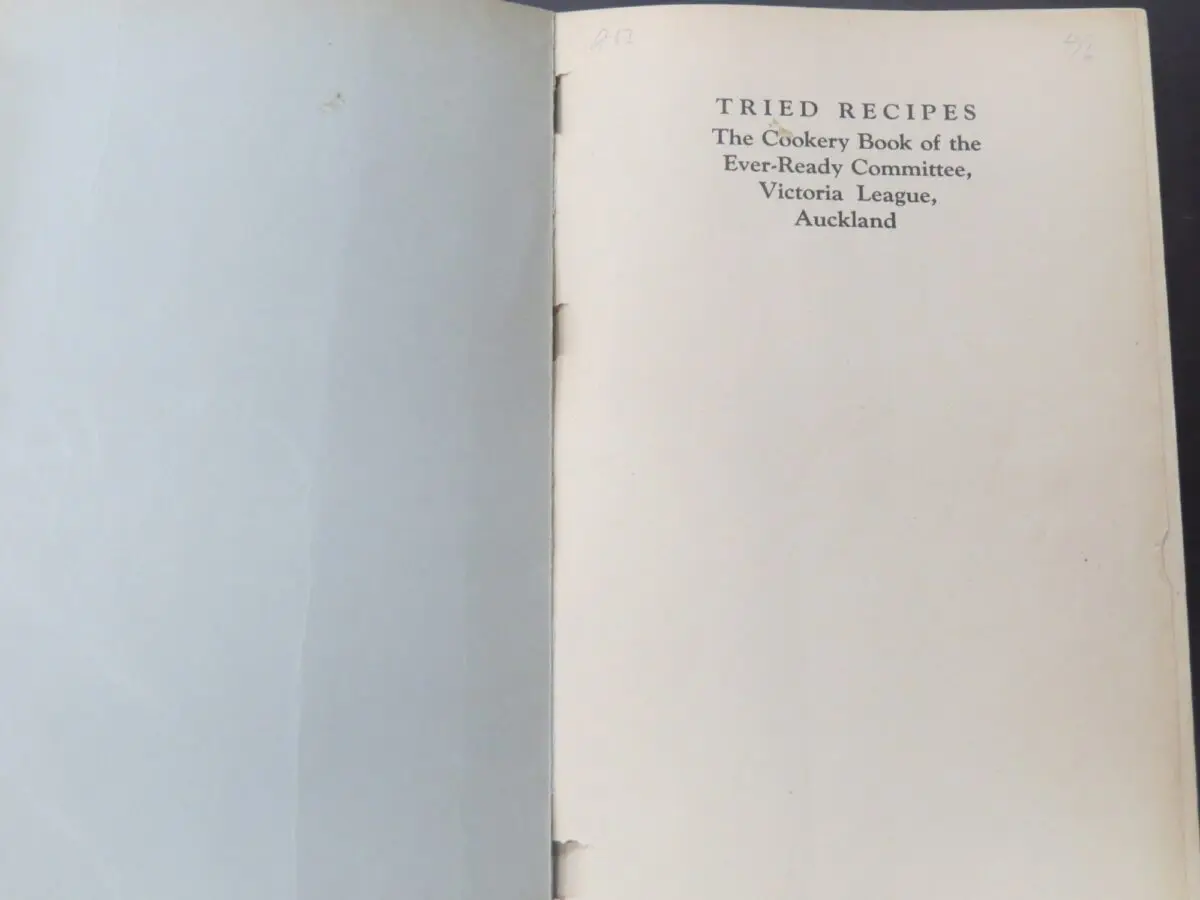 TRIED RECIPES
The Cookery Book of the
Ever-Ready Committee,
Victoria League,
Auckland